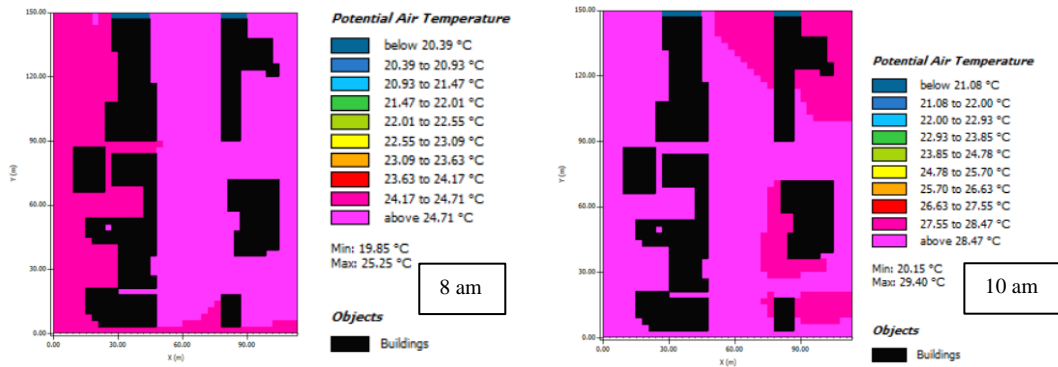 Potential Air Temperature
below 20.39 °C
20.39 to 20.93 °C
20.93 to 21.47 °C
21.47 to 22.01 °C
22.01 to 22.55 °C
22.55 to 23.09 °C
23.09 to 23.63 °C
23.63 to 24.17 °C
24.17 to 24.71 °C
above 24.71 °C
Min: 19.85 °C
Max: 25.25 °C
8 am
Objects
Buildings
150.00
120.00
90.00
60.00
30.00
0.00
Y (m)
0.00 30.00 60.00 90.00
X (m)
Potential Air Temperature
below 21.08 °C
21.08 to 22.00 °C
22.00 to 22.93 °C
22.93 to 23.85 °C
23.85 to 24.78 °C
24.78 to 25.70 °C
25.70 to 26.63 °C
26.63 to 27.55 °C
27.55 to 28.47 °C
above 28.47 °C
Min: 20.15 °C
Max: 29.40 °C
10 am
Objects
Buildings
150.00
120.00
90.00
60.00
30.00
0.00
Y (m)
0.00 30.00 60.00 90.00
X (m)